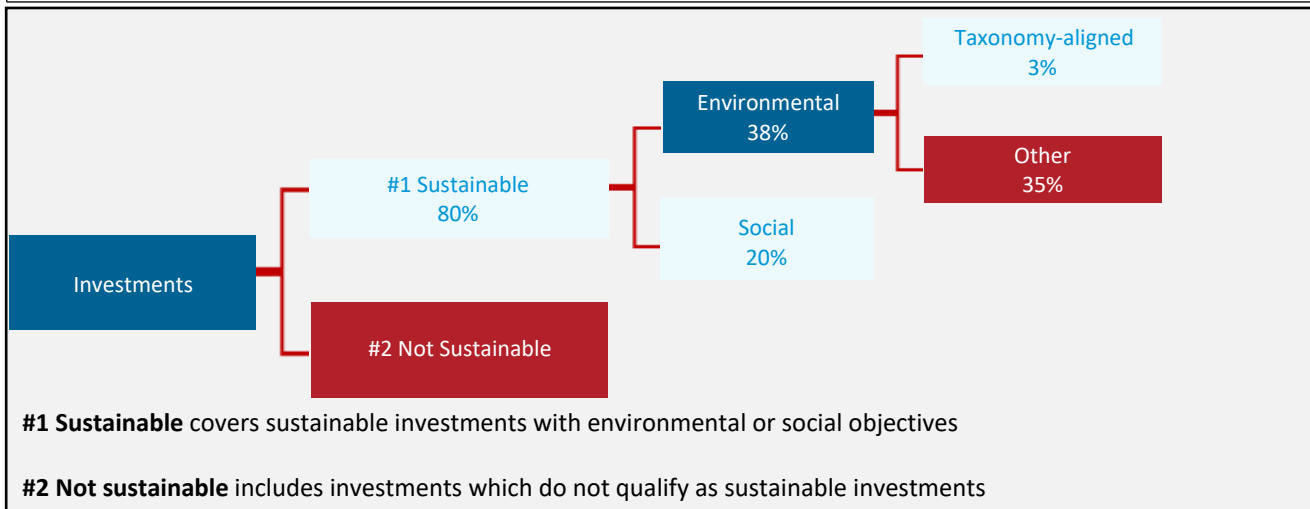 Taxonomy-aligned
3%
Environmental
38%
Other
35%
#1 Sustainable
80%
Social
20%
Investments
#2 Not Sustainable
#1 Sustainable covers sustainable investments with environmental or social objectives
#2 Not sustainable includes investments which do not qualify as sustainable investments